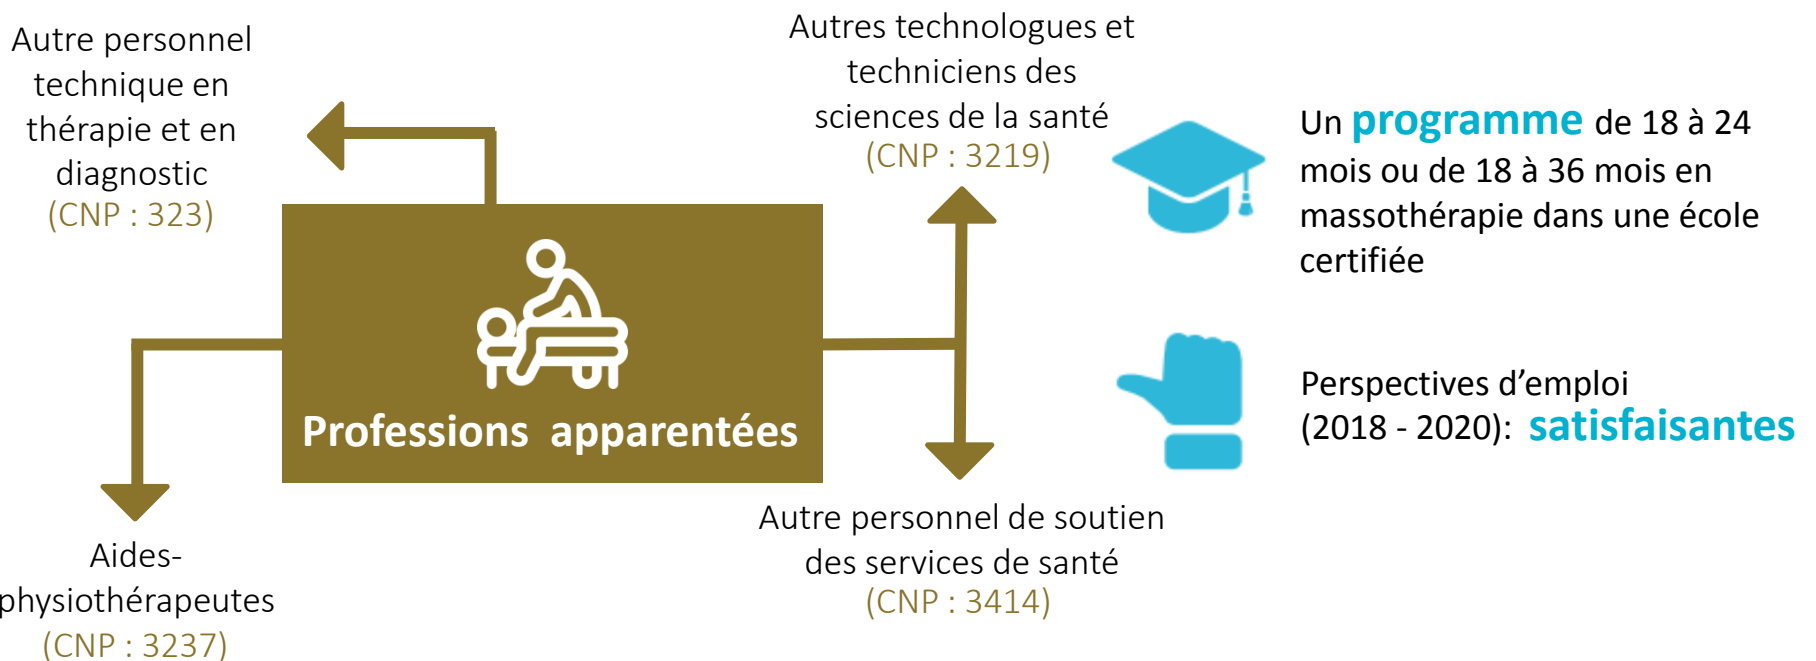 Autre personnel
technique en
thérapie et en
diagnostic
(CNP : 323)
Autres technologues et
techniciens des
sciences de la santé
(CNP : 3219)
Professions apparentées
Aides-
physiothérapeutes
(CNP : 3237)
Autre personnel de soutien
des services de santé
(CNP : 3414)
Un programme de 18 à 24
mois ou de 18 à 36 mois en
massothérapie dans une école
certifiée
Perspectives d’emploi
(2018 - 2020): satisfaisantes